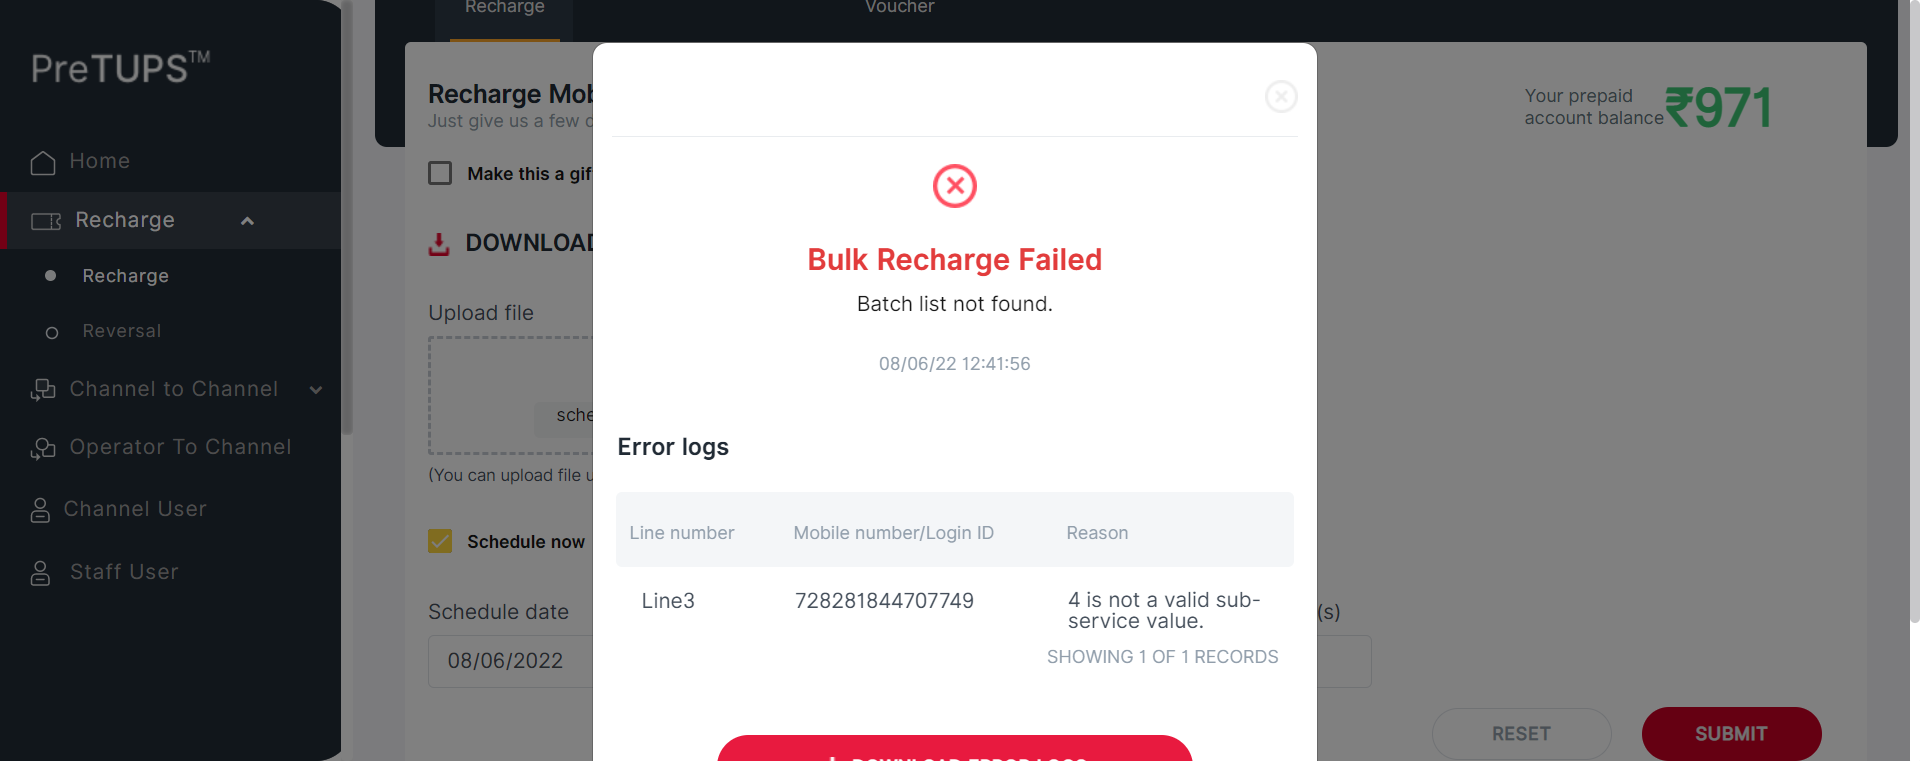 Recharge
Voucher
PreTUPS™
Recharge Mob
Just give us a few d
Your prepaid
account balance
₹971
Home
Make this a gif
Recharge
DOWNLOAD
Bulk Recharge Failed
Batch list not found.
Recharge
Upload file
Reversal
08/06/22 12:41:56
Channel to Channel
sche
Operator To Channel
Error logs
(You can upload file u
Channel User
Line number
Mobile number/Login ID
Reason
Schedule now
Staff User
Line3
728281844707749
4 is not a valid sub-
service value.
Schedule date
(s)
SHOWING 1 OF 1 RECORDS
08/06/2022
RESET
SUBMIT
DOWNLOAD ERROR LOGS